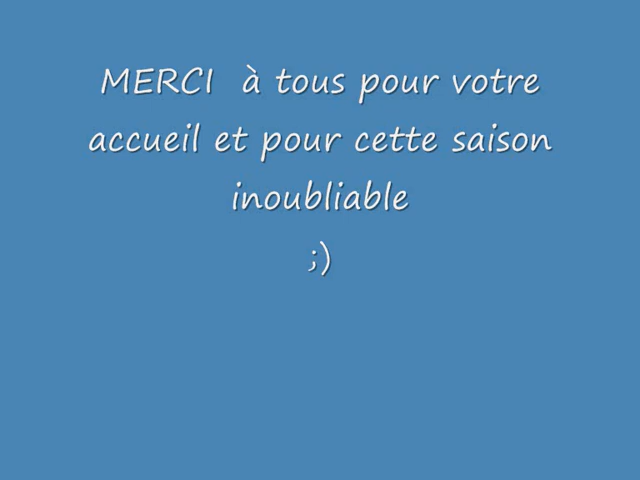 MERCI  à tous pour votre
accueil et pour cette saison
inoubliable
;)